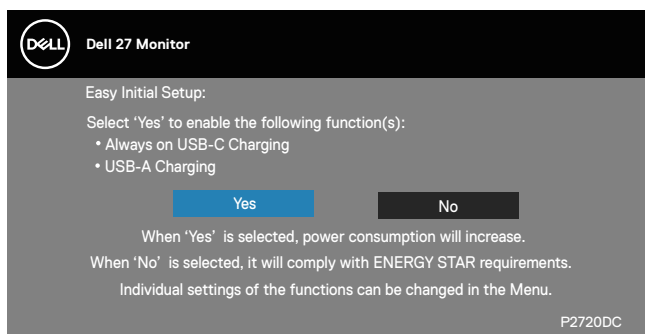 DELL
Dell 27 Monitor
Easy Initial Setup:
Select ‘Yes’ to enable the following function(s):
• Always on USB-C Charging
• USB-A Charging
Yes
No
When ‘Yes’ is selected, power consumption will increase.
When ‘No’ is selected, it will comply with ENERGY STAR requirements.
Individual settings of the functions can be changed in the Menu.
P2720DC